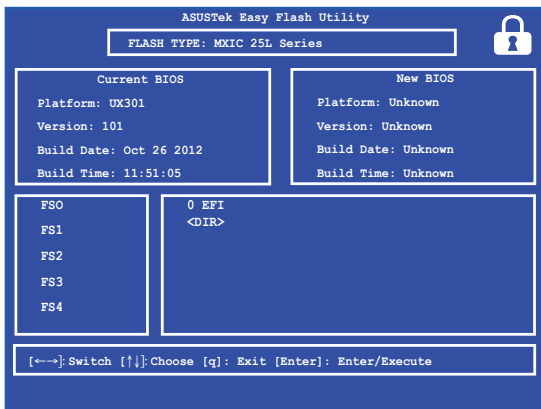 ASUSTek Easy Flash Utility
FLASH TYPE: MXIC 25L Series
Current BIOS
Platform: UX301
Version: 101
Build Date: Oct 26 2012
Build Time: 11:51:05
New BIOS
Platform: Unknown
Version: Unknown
Build Date: Unknown
Build Time: Unknown
FSO
FS1
FS2
FS3
FS4
0 EFI
<DIR>
[←→]: Switch [↑↓]: Choose [q]: Exit [Enter]: Enter/Execute